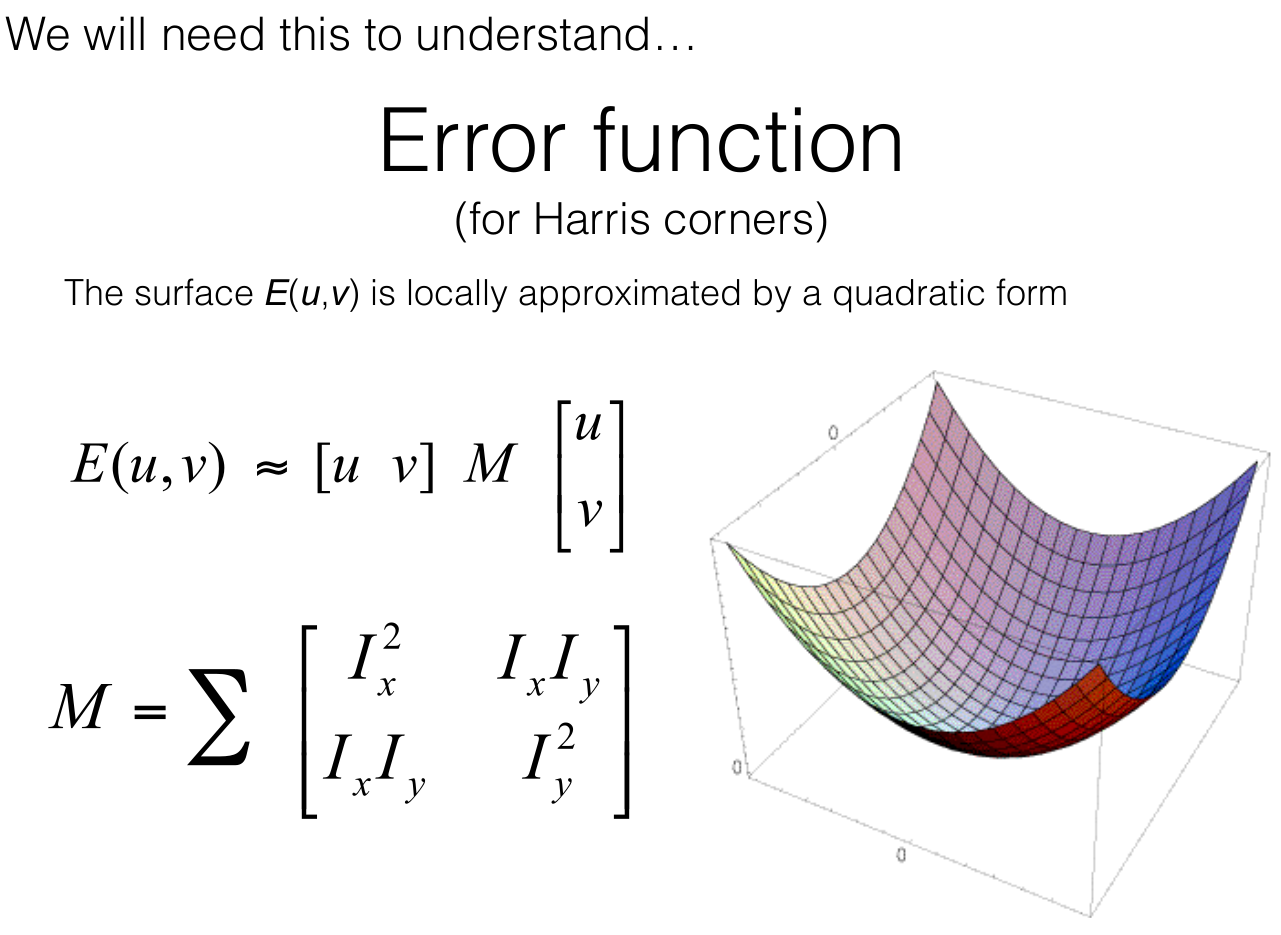 We will need this to understand…
Error function
(for Harris corners)
The surface E(u,v) is locally approximated by a quadratic form
E(u,v) ≈ [u v] M [u v]
M = ∑ [I_x^2 I_xI_y
I_xI_y I_y^2]
0
0
0